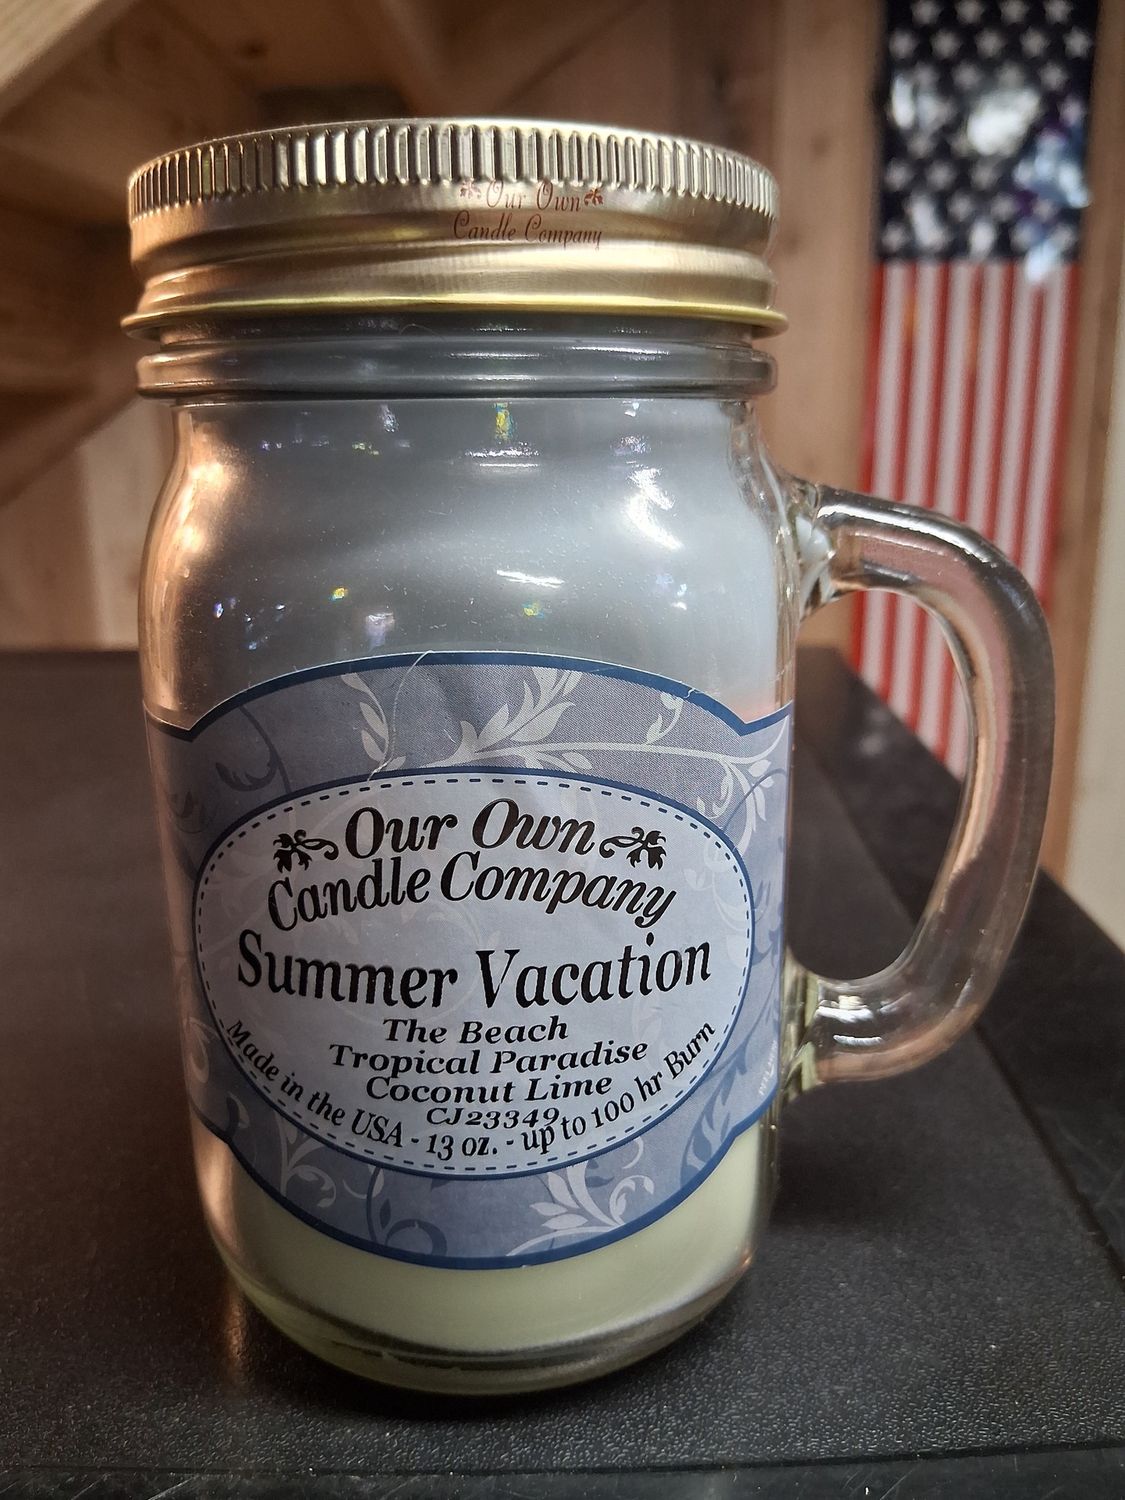 Our Own
Candle Company
Our Own
Candle Company
Summer Vacation
The Beach
Tropical Paradise
Coconut Lime
CJ23349
Made in the USA - 13 oz. - up to 100 hr Burn